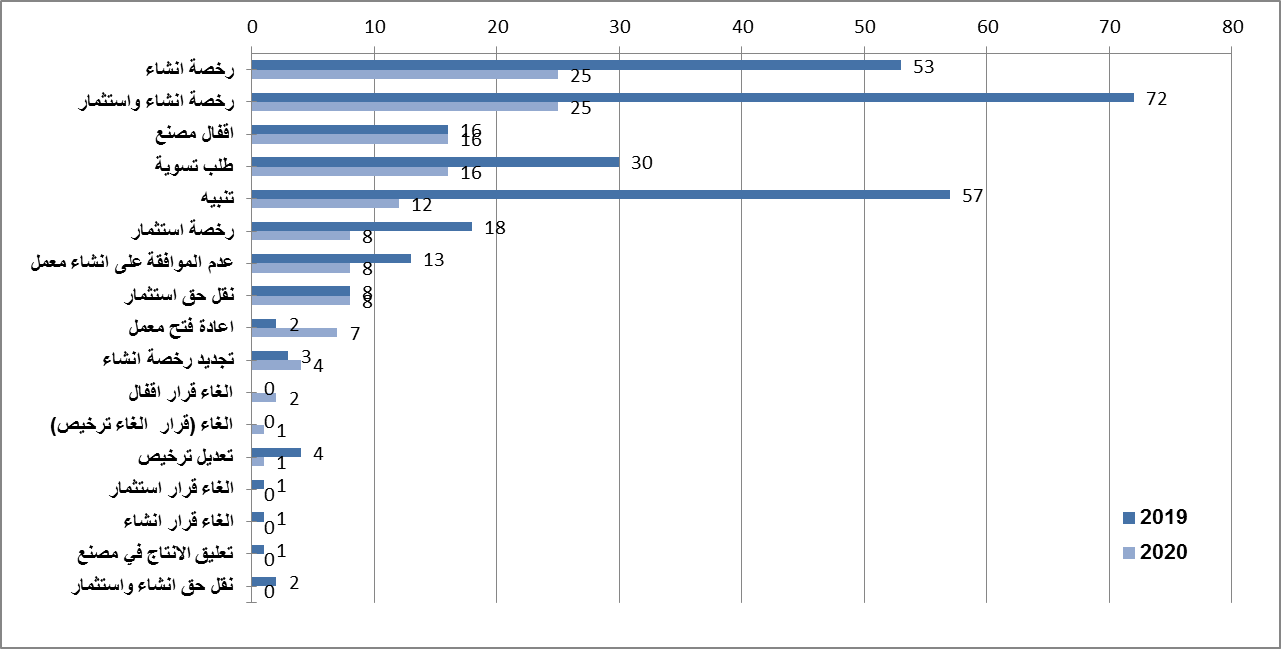 0 10 20 30 40 50 60 70 80
رخصة انشاء 53
25
رخصة انشاء واستثمار 72
25
اقفال مصنع 16
16
طلب تسوية 30
16
تنبيه 57
12
رخصة استثمار 18
8
عدم الموافقة على انشاء معمل 13
8
نقل حق استثمار 8
8
اعادة فتح معمل 2
7
تجديد رخصة انشاء 3
4
الغاء قرار اقفال 0
2
الغاء (قرار الغاء ترخيص) 0
1
تعديل ترخيص 4
1
الغاء قرار استثمار 1
0
الغاء قرار انشاء 1
0
تعليق الانتاج في مصنع 1
0
نقل حق انشاء واستثمار 2
0
2019
2020